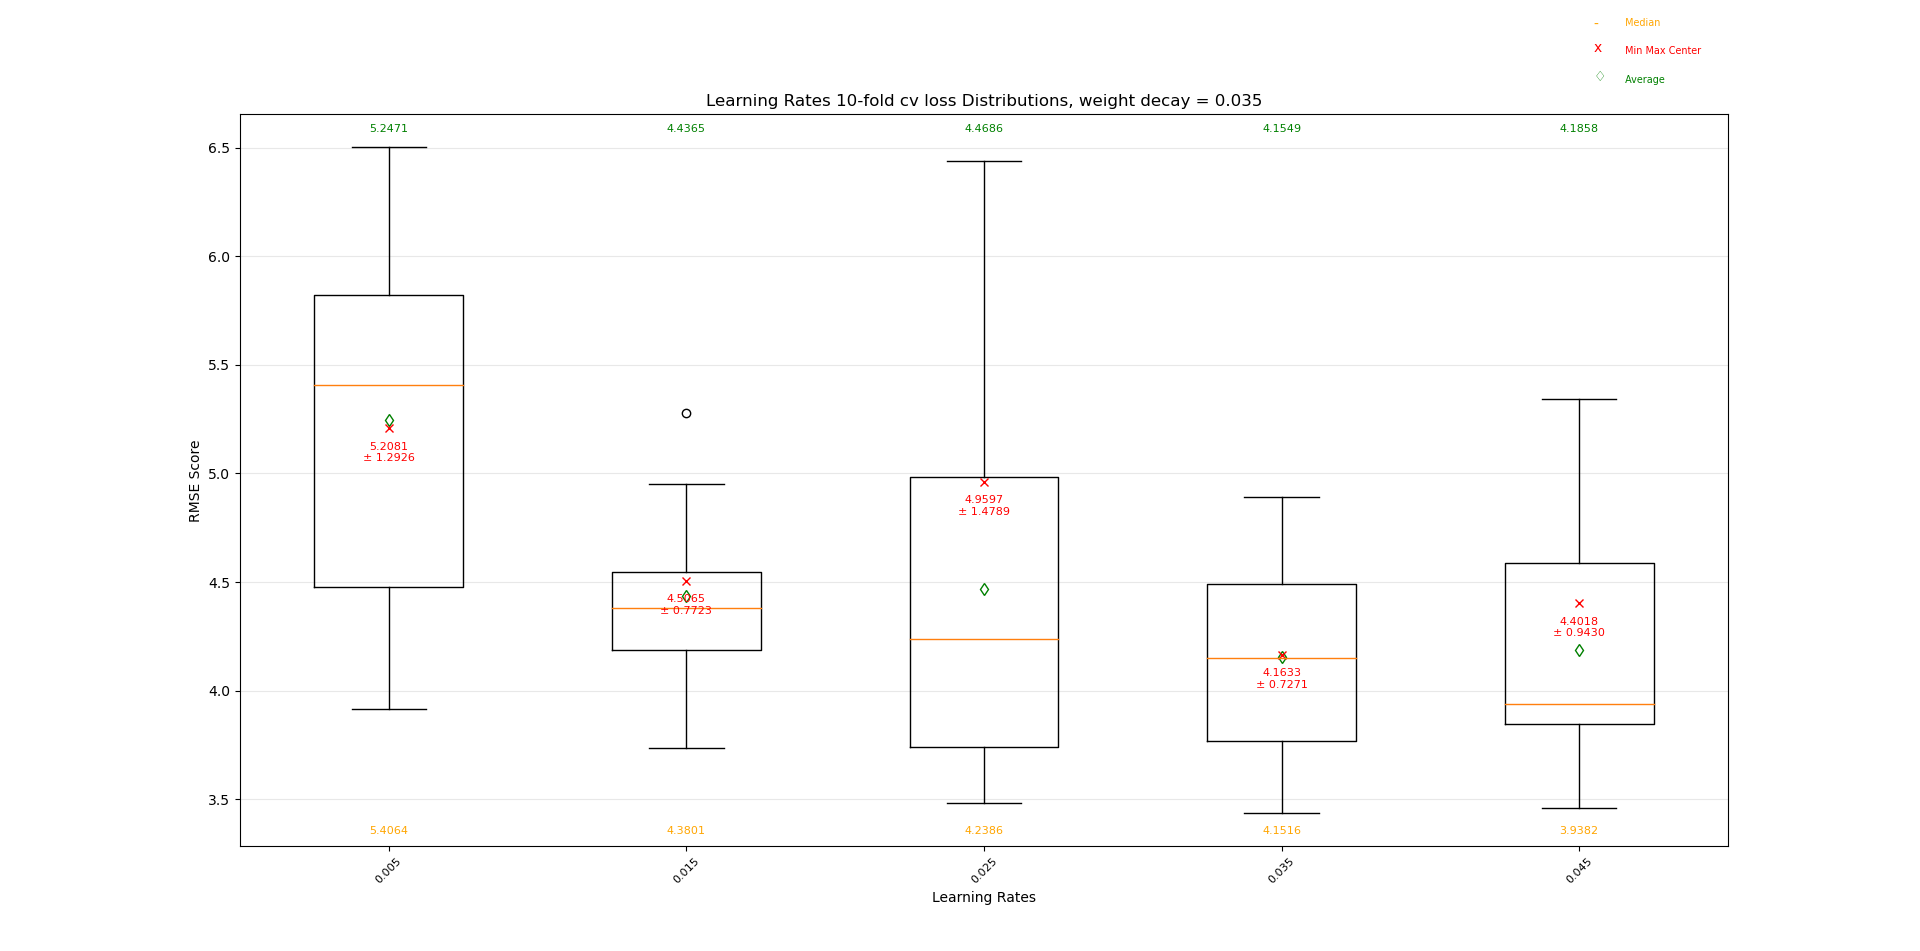 Median
x Min Max Center
Average
Learning Rates 10-fold cv loss Distributions, weight decay = 0.035
5.2471 4.4365 4.4686 4.1549 4.1858
6.5
6.0
5.5
5.0
4.5
4.0
3.5
RMSE Score
5.2081
± 1.2926
4.5065
± 0.7723
4.9597
± 1.4789
4.1633
± 0.7271
4.4018
± 0.9430
5.4064 4.3801 4.2386 4.1516 3.9382
0.005 0.015 0.025 0.035 0.045
Learning Rates